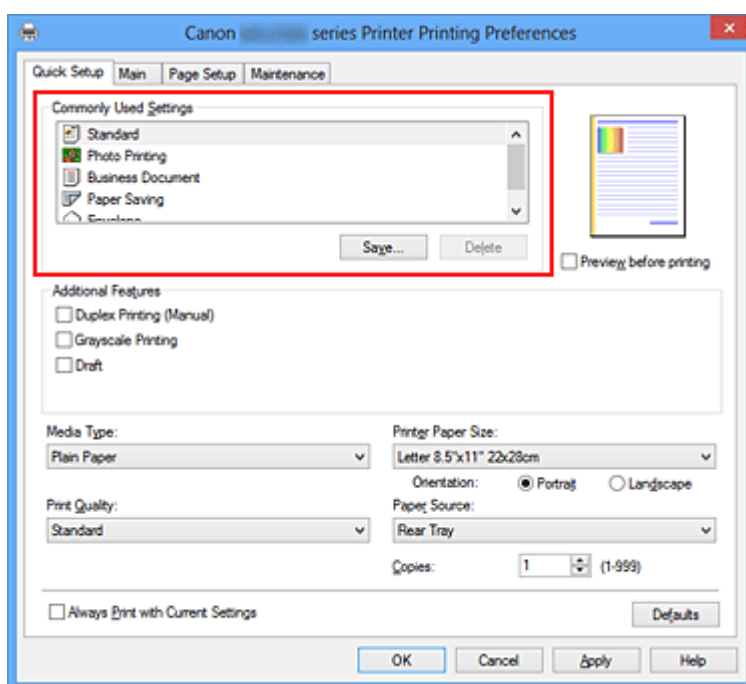 Canon series Printer Printing Preferences
Quick Setup Main Page Setup Maintenance
Commonly Used Settings
Standard
Photo Printing
Business Document
Paper Saving
Envelope
Save... Delete
Preview before printing
Additional Features
Duplex Printing (Manual)
Grayscale Printing
Draft
Media Type: Printer Paper Size:
Plain Paper Letter 8.5"x11" 22x28cm
Orientation: Portrait Landscape
Print Quality: Paper Source:
Standard Rear Tray
Copies: 1 (1-999)
Always Print with Current Settings Defaults
OK Cancel Apply Help